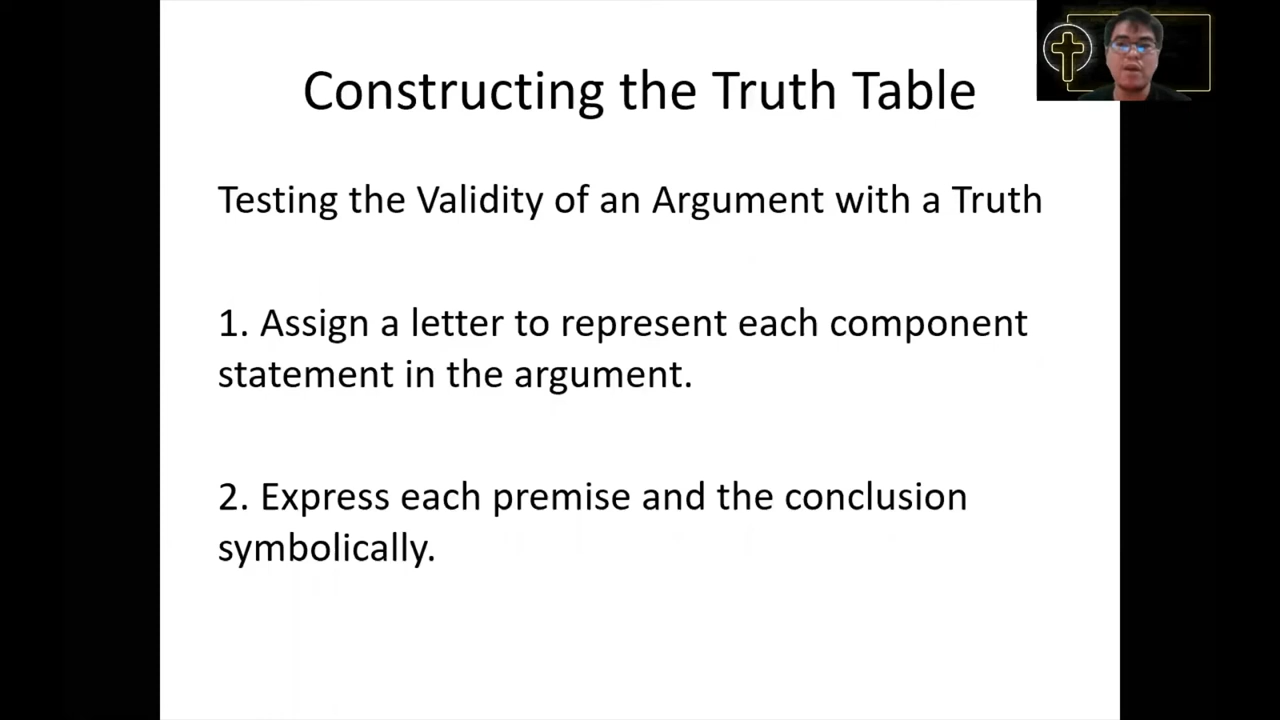 Constructing the Truth Table
Testing the Validity of an Argument with a Truth
1. Assign a letter to represent each component
statement in the argument.
2. Express each premise and the conclusion
symbolically.